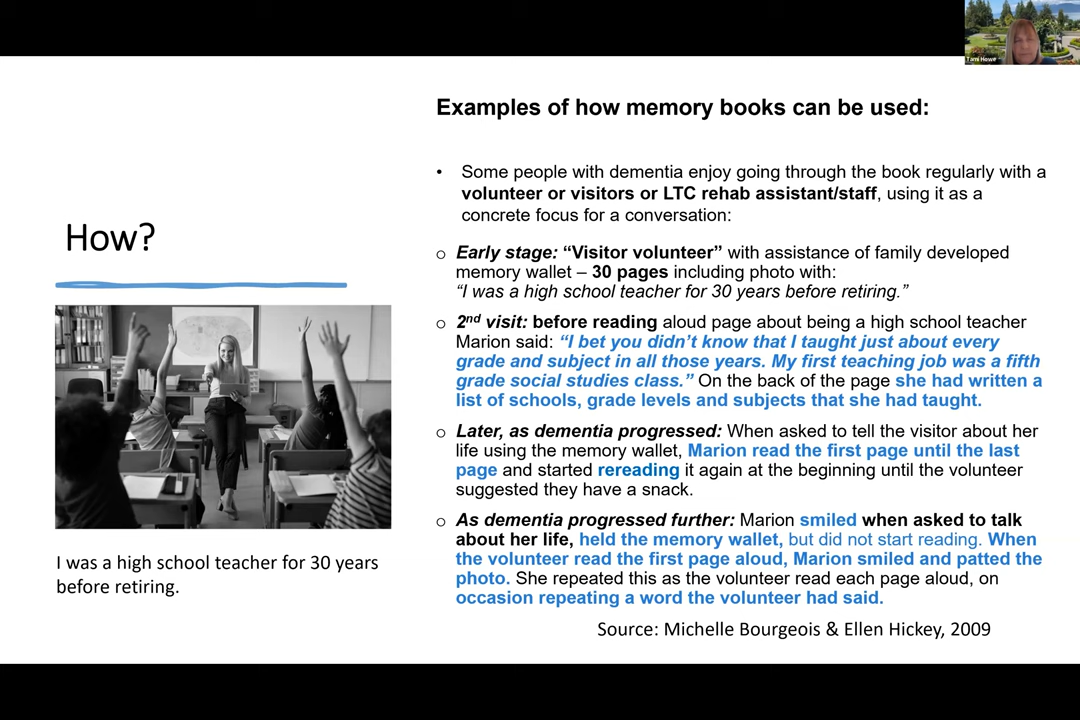 Tami Howe
Examples of how memory books can be used:
• Some people with dementia enjoy going through the book regularly with a
volunteer or visitors or LTC rehab assistant/staff, using it as a
concrete focus for a conversation:
How?
o Early stage: “Visitor volunteer” with assistance of family developed
memory wallet – 30 pages including photo with:
“I was a high school teacher for 30 years before retiring.”
o 2nd visit: before reading aloud page about being a high school teacher
Marion said: “I bet you didn’t know that I taught just about every
grade and subject in all those years. My first teaching job was a fifth
grade social studies class.” On the back of the page she had written a
list of schools, grade levels and subjects that she had taught.
o Later, as dementia progressed: When asked to tell the visitor about her
life using the memory wallet, Marion read the first page until the last
page and started rereading it again at the beginning until the volunteer
suggested they have a snack.
o As dementia progressed further: Marion smiled when asked to talk
about her life, held the memory wallet, but did not start reading. When
the volunteer read the first page aloud, Marion smiled and patted the
photo. She repeated this as the volunteer read each page aloud, on
occasion repeating a word the volunteer had said.
I was a high school teacher for 30 years
before retiring.
Source: Michelle Bourgeois & Ellen Hickey, 2009